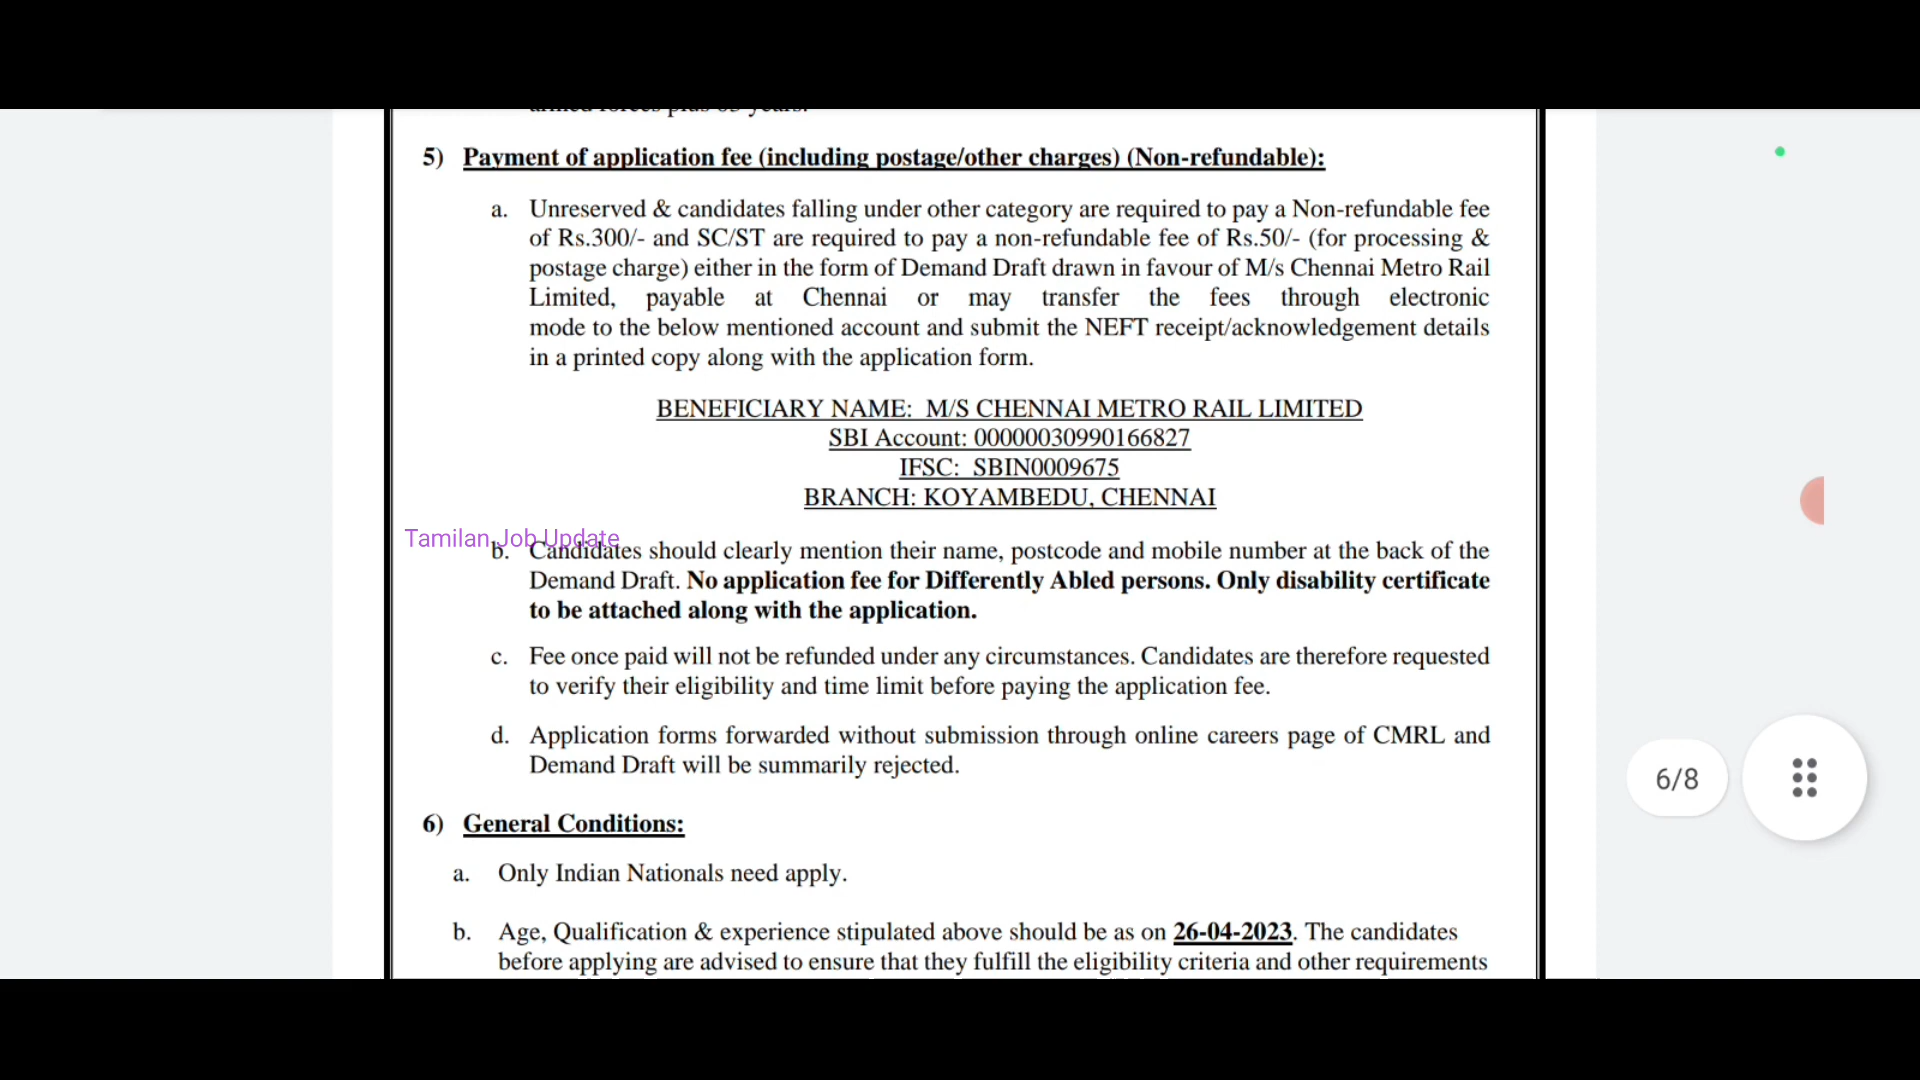 5) Payment of application fee (including postage/other charges) (Non-refundable):
a. Unreserved & candidates falling under other category are required to pay a Non-refundable fee
of Rs.300/- and SC/ST are required to pay a non-refundable fee of Rs.50/- (for processing &
postage charge) either in the form of Demand Draft drawn in favour of M/s Chennai Metro Rail
Limited, payable at Chennai or may transfer the fees through electronic
mode to the below mentioned account and submit the NEFT receipt/acknowledgement details
in a printed copy along with the application form.
BENEFICIARY NAME: M/S CHENNAI METRO RAIL LIMITED
SBI Account: 00000030990166827
IFSC: SBIN0009675
BRANCH: KOYAMBEDU, CHENNAI
Tamilan Job Update
b. Candidates should clearly mention their name, postcode and mobile number at the back of the
Demand Draft. No application fee for Differently Abled persons. Only disability certificate
to be attached along with the application.
c. Fee once paid will not be refunded under any circumstances. Candidates are therefore requested
to verify their eligibility and time limit before paying the application fee.
d. Application forms forwarded without submission through online careers page of CMRL and
Demand Draft will be summarily rejected.
6/8
6) General Conditions:
a. Only Indian Nationals need apply.
b. Age, Qualification & experience stipulated above should be as on 26-04-2023. The candidates
before applying are advised to ensure that they fulfill the eligibility criteria and other requirements